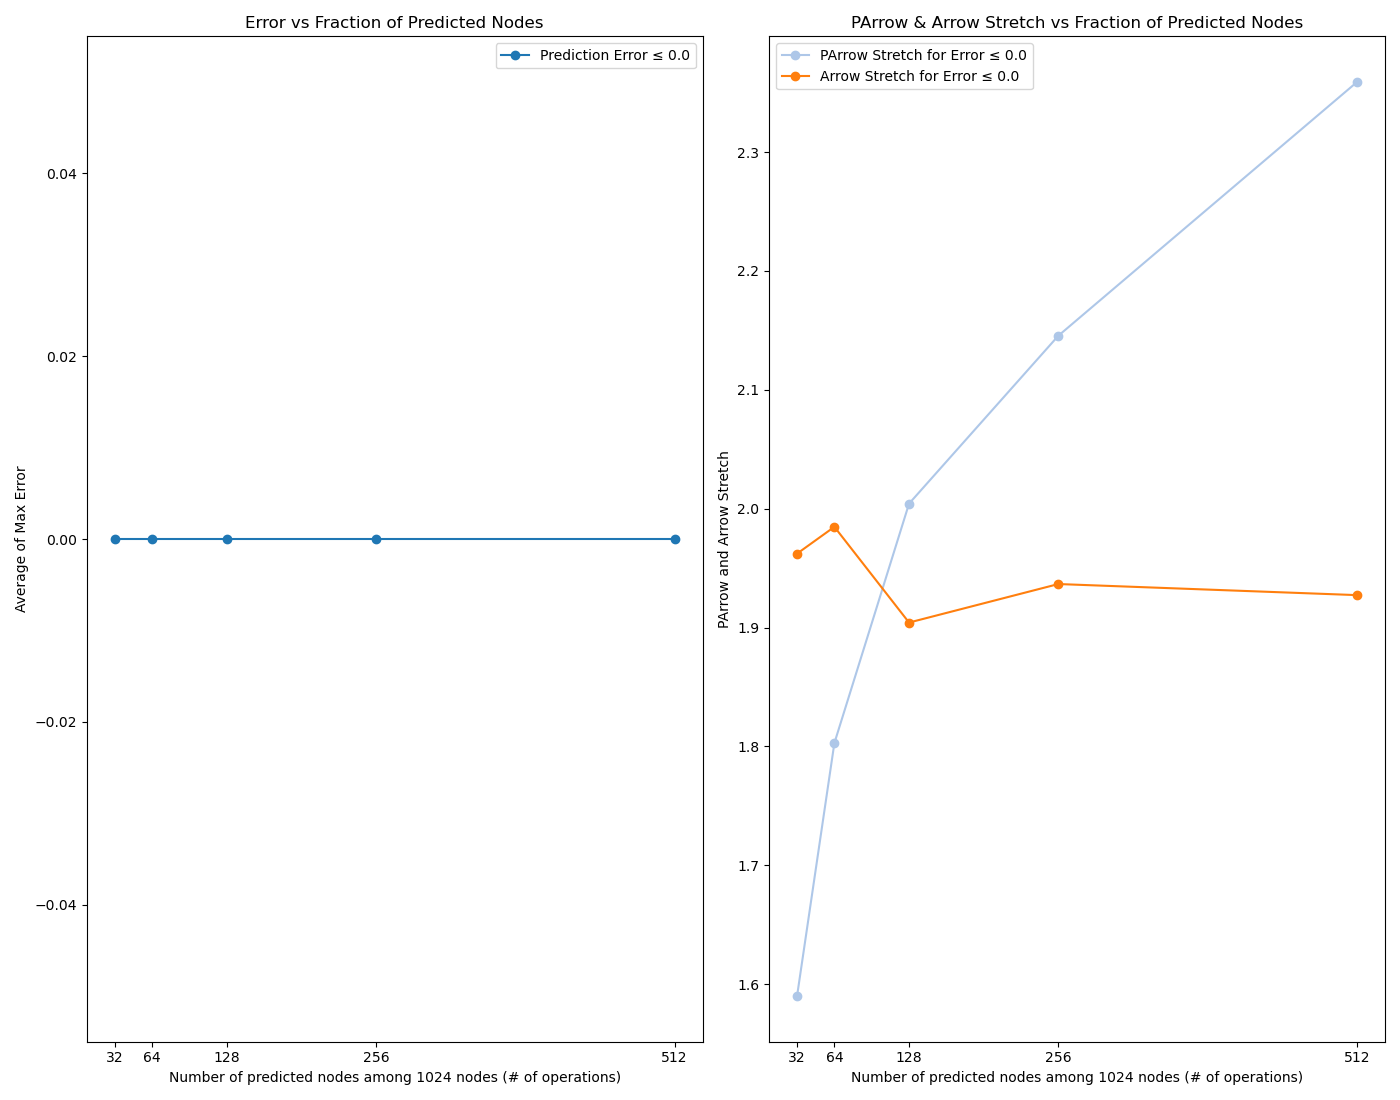 Error vs Fraction of Predicted Nodes
Prediction Error ≤ 0.0
0.04
0.02
0.00
−0.02
−0.04
Average of Max Error
32 64 128 256 512
Number of predicted nodes among 1024 nodes (# of operations)
PArrow & Arrow Stretch vs Fraction of Predicted Nodes
PArrow Stretch for Error ≤ 0.0
Arrow Stretch for Error ≤ 0.0
2.3
2.2
2.1
2.0
1.9
1.8
1.7
1.6
PArrow and Arrow Stretch
32 64 128 256 512
Number of predicted nodes among 1024 nodes (# of operations)